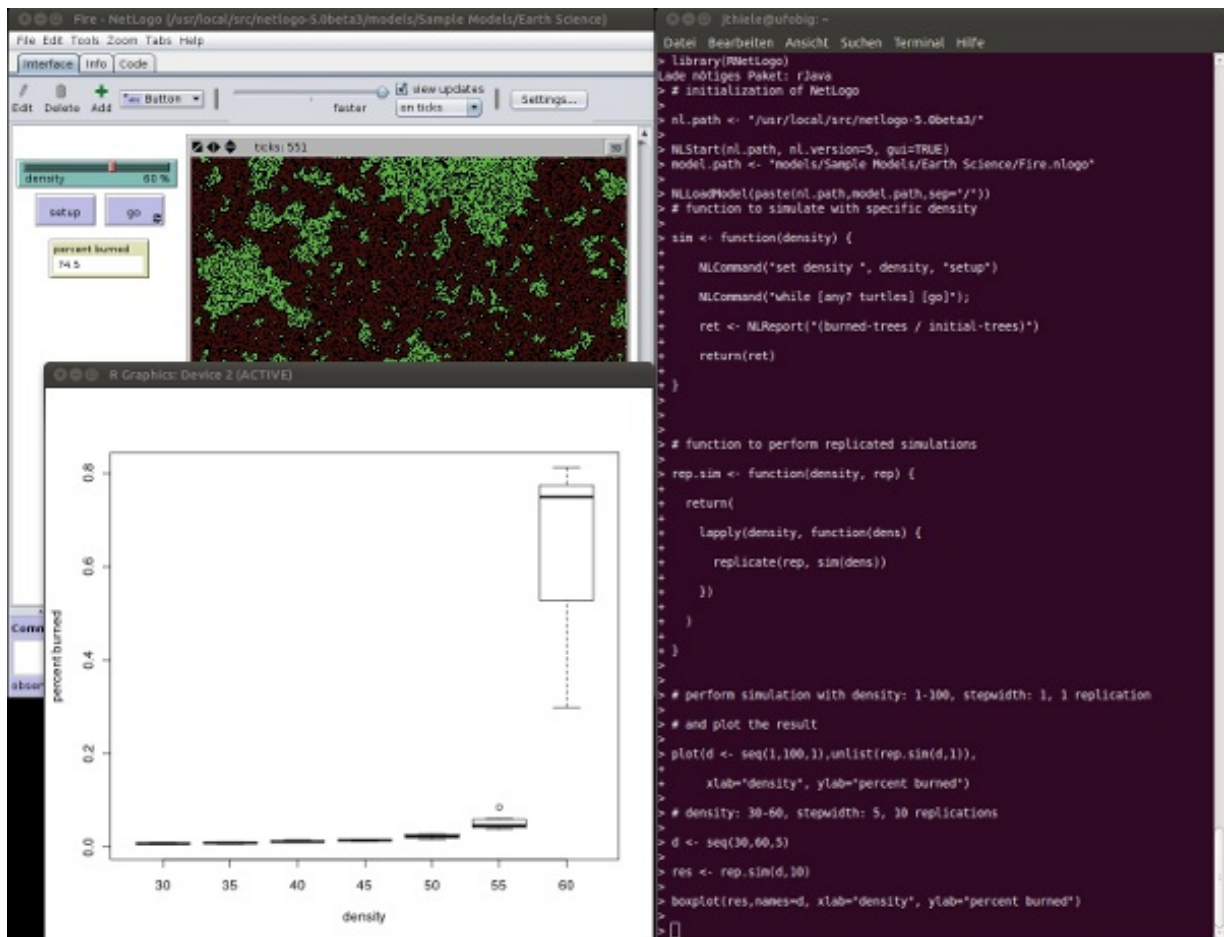 Fire - NetLogo (/usr/local/src/netlogo-5.0beta3/models/Sample Models/Earth Science)
File Edit Tools Zoom Tabs Help
Interface Info Code
Edit Delete Add
Button
faster
view updates
on ticks
Settings...
ticks: 551
3D
density 60 %
setup go
percent burned
74.5
R Graphics: Device 2 (ACTIVE)
percent burned
0.8
0.6
0.4
0.2
0.0
30 35 40 45 50 55 60
density
jthiele@ufobig: ~
Datei Bearbeiten Ansicht Suchen Terminal Hilfe
> library(RNetLogo)
Lade nötiges Paket: rJava
> # initialization of NetLogo
>
> nl.path <- "/usr/local/src/netlogo-5.0beta3/"
>
> NLStart(nl.path, nl.version=5, gui=TRUE)
> model.path <- "models/Sample Models/Earth Science/Fire.nlogo"
>
> NLLoadModel(paste(nl.path,model.path,sep="/"))
> # function to simulate with specific density
>
> sim <- function(density) {
+
+ NLCommand("set density ", density, "setup")
+
+ NLCommand("while [any? turtles] [go]");
+
+ ret <- NLReport("(burned-trees / initial-trees)")
+
+ return(ret)
+
+ }
>
>
>
> # function to perform replicated simulations
>
> rep.sim <- function(density, rep) {
+
+ return(
+
+ lapply(density, function(dens) {
+
+ replicate(rep, sim(dens))
+
+ })
+
+ )
+
+ }
>
>
> # perform simulation with density: 1-100, stepwidth: 1, 1 replication
>
> # and plot the result
>
> plot(d <- seq(1,100,1),unlist(rep.sim(d,1)),
+
+ xlab="density", ylab="percent burned")
>
> # density: 30-60, stepwidth: 5, 10 replications
>
> d <- seq(30,60,5)
>
> res <- rep.sim(d,10)
>
> boxplot(res,names=d, xlab="density", ylab="percent burned")
>
>